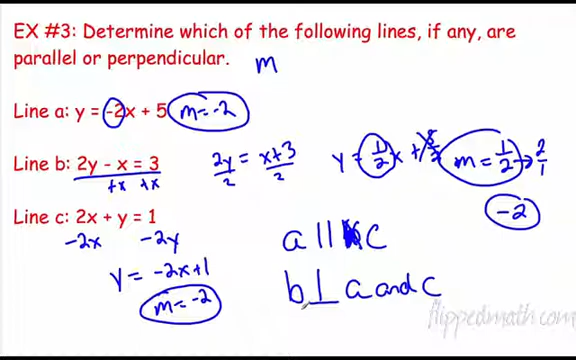 EX #3: Determine which of the following lines, if any, are
parallel or perpendicular. m
Line a: y = -2x + 5 m = -2
Line b: 2y - x = 3
+x +x
2y = x+3
2 2
y = 1/2 x + 3/2
m = 1/2 → 2/1
-2
Line c: 2x + y = 1
-2x -2y
y = -2x+1
m = -2
a || c
b ⊥ a and c
flippedmath.com